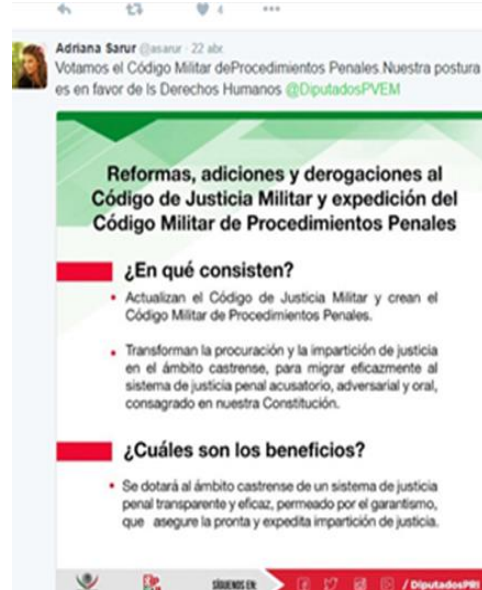 4
Adriana Sarur @asarur · 22 abr.
Votamos el Código Militar deProcedimientos Penales.Nuestra postura
es en favor de ls Derechos Humanos @DiputadosPVEM
Reformas, adiciones y derogaciones al
Código de Justicia Militar y expedición del
Código Militar de Procedimientos Penales
¿En qué consisten?
• Actualizan el Código de Justicia Militar y crean el
Código Militar de Procedimientos Penales.
• Transforman la procuración y la impartición de justicia
en el ámbito castrense, para migrar eficazmente al
sistema de justicia penal acusatorio, adversarial y oral,
consagrado en nuestra Constitución.
¿Cuáles son los beneficios?
• Se dotará al ámbito castrense de un sistema de justicia
penal transparente y eficaz, permeado por el garantismo,
que asegure la pronta y expedita impartición de justicia.
SÍGUENOS EN: /DiputadosPRI